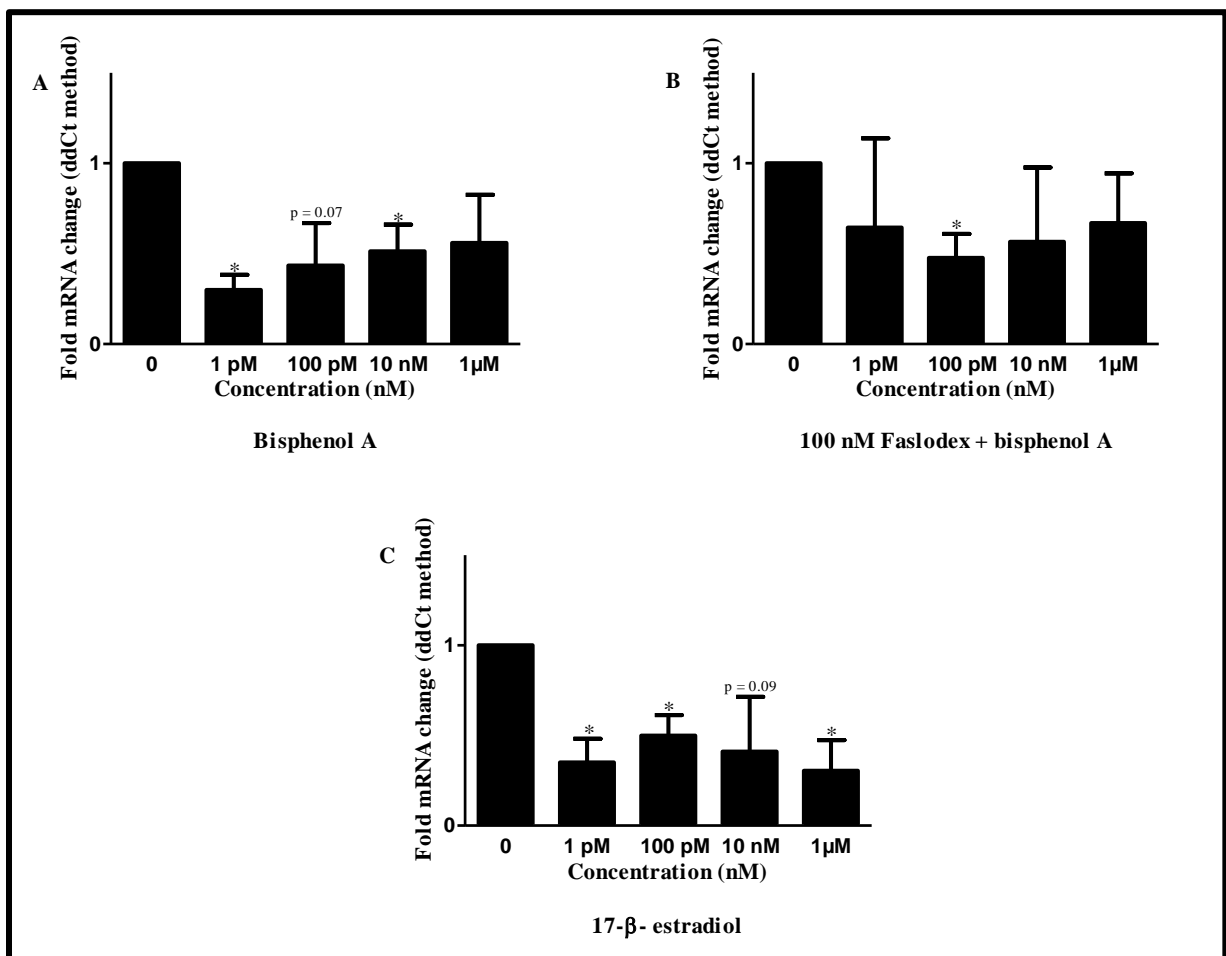 A
Fold mRNA change (ddCt method)
1
0
*
p = 0.07
*
0 1 pM 100 pM 10 nM 1µM
Concentration (nM)
Bisphenol A
B
Fold mRNA change (ddCt method)
1
0
*
0 1 pM 100 pM 10 nM 1µM
Concentration (nM)
100 nM Faslodex + bisphenol A
C
Fold mRNA change (ddCt method)
1
0
*
*
p = 0.09
*
0 1 pM 100 pM 10 nM 1µM
Concentration (nM)
17-β- estradiol